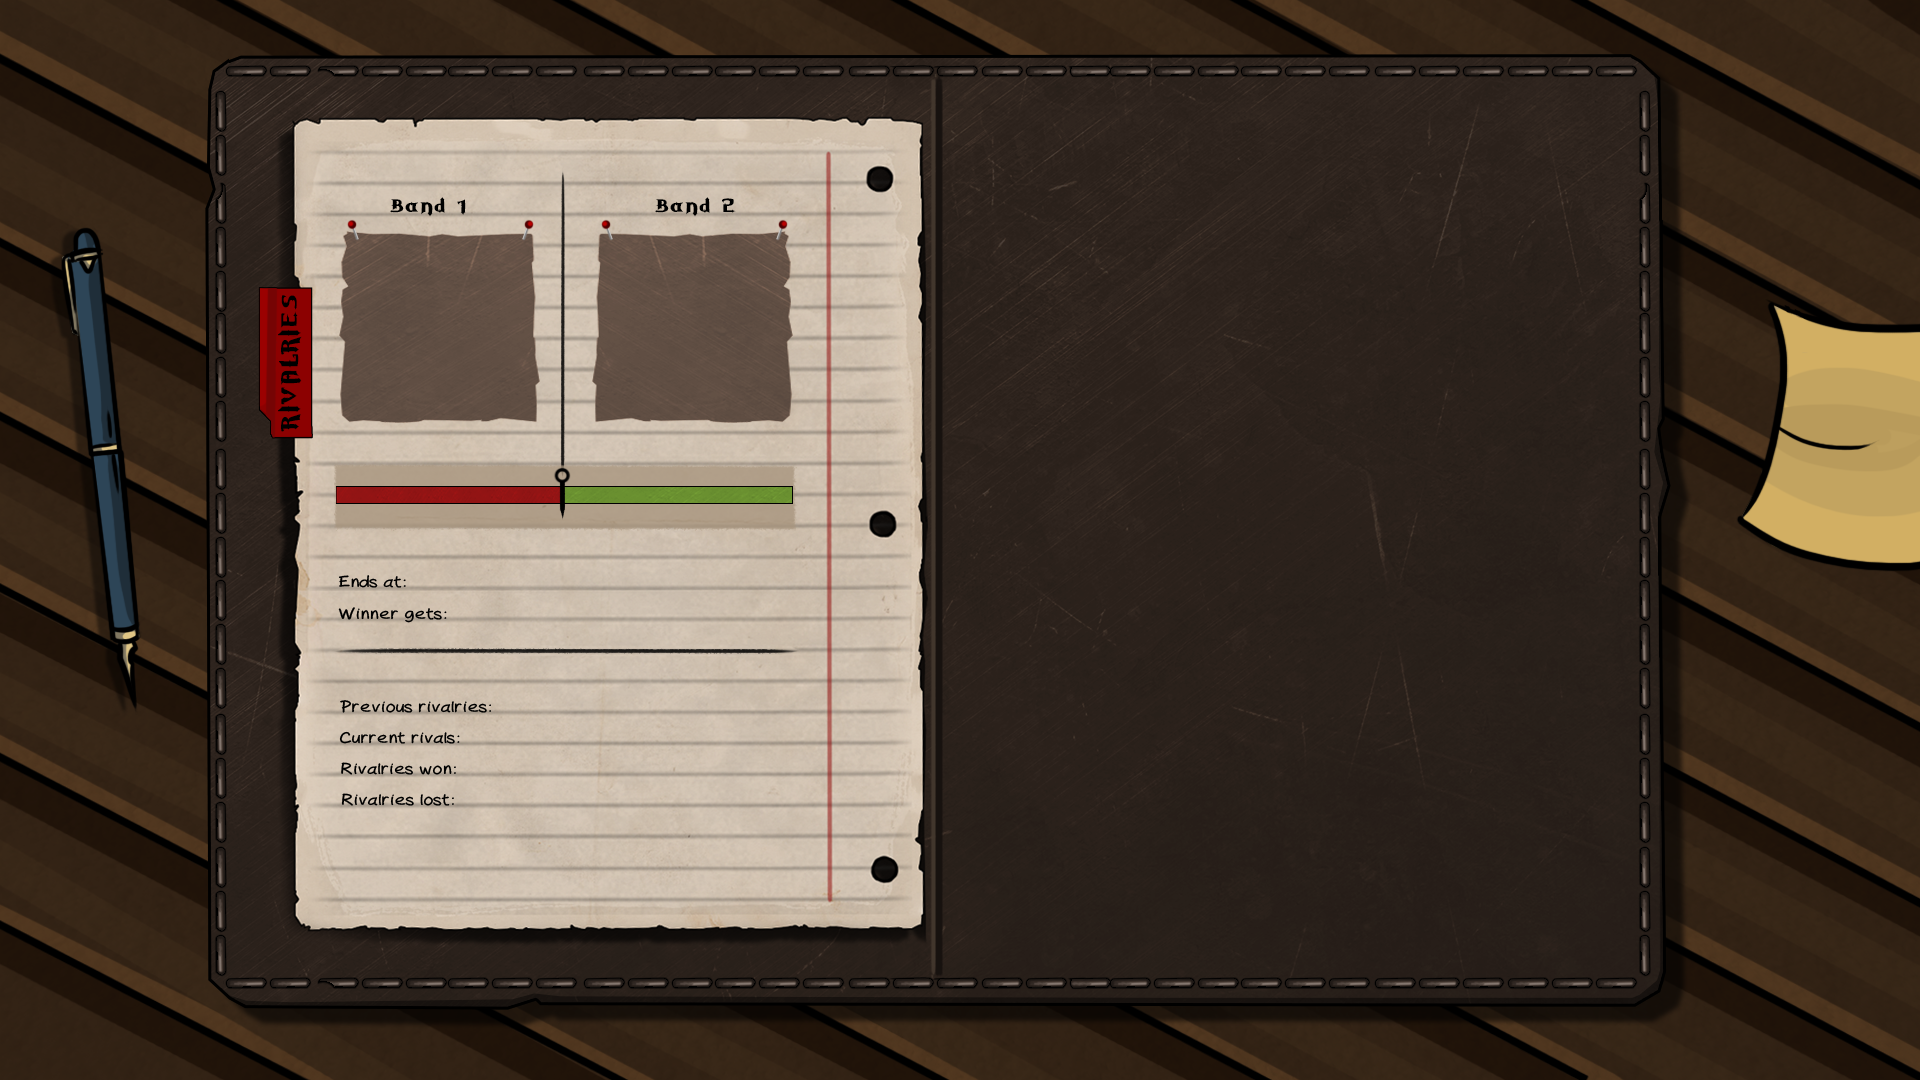 Band 1
Band 2
RIVALRIES
Ends at:
Winner gets:
Previous rivalries:
Current rivals:
Rivalries won:
Rivalries lost: